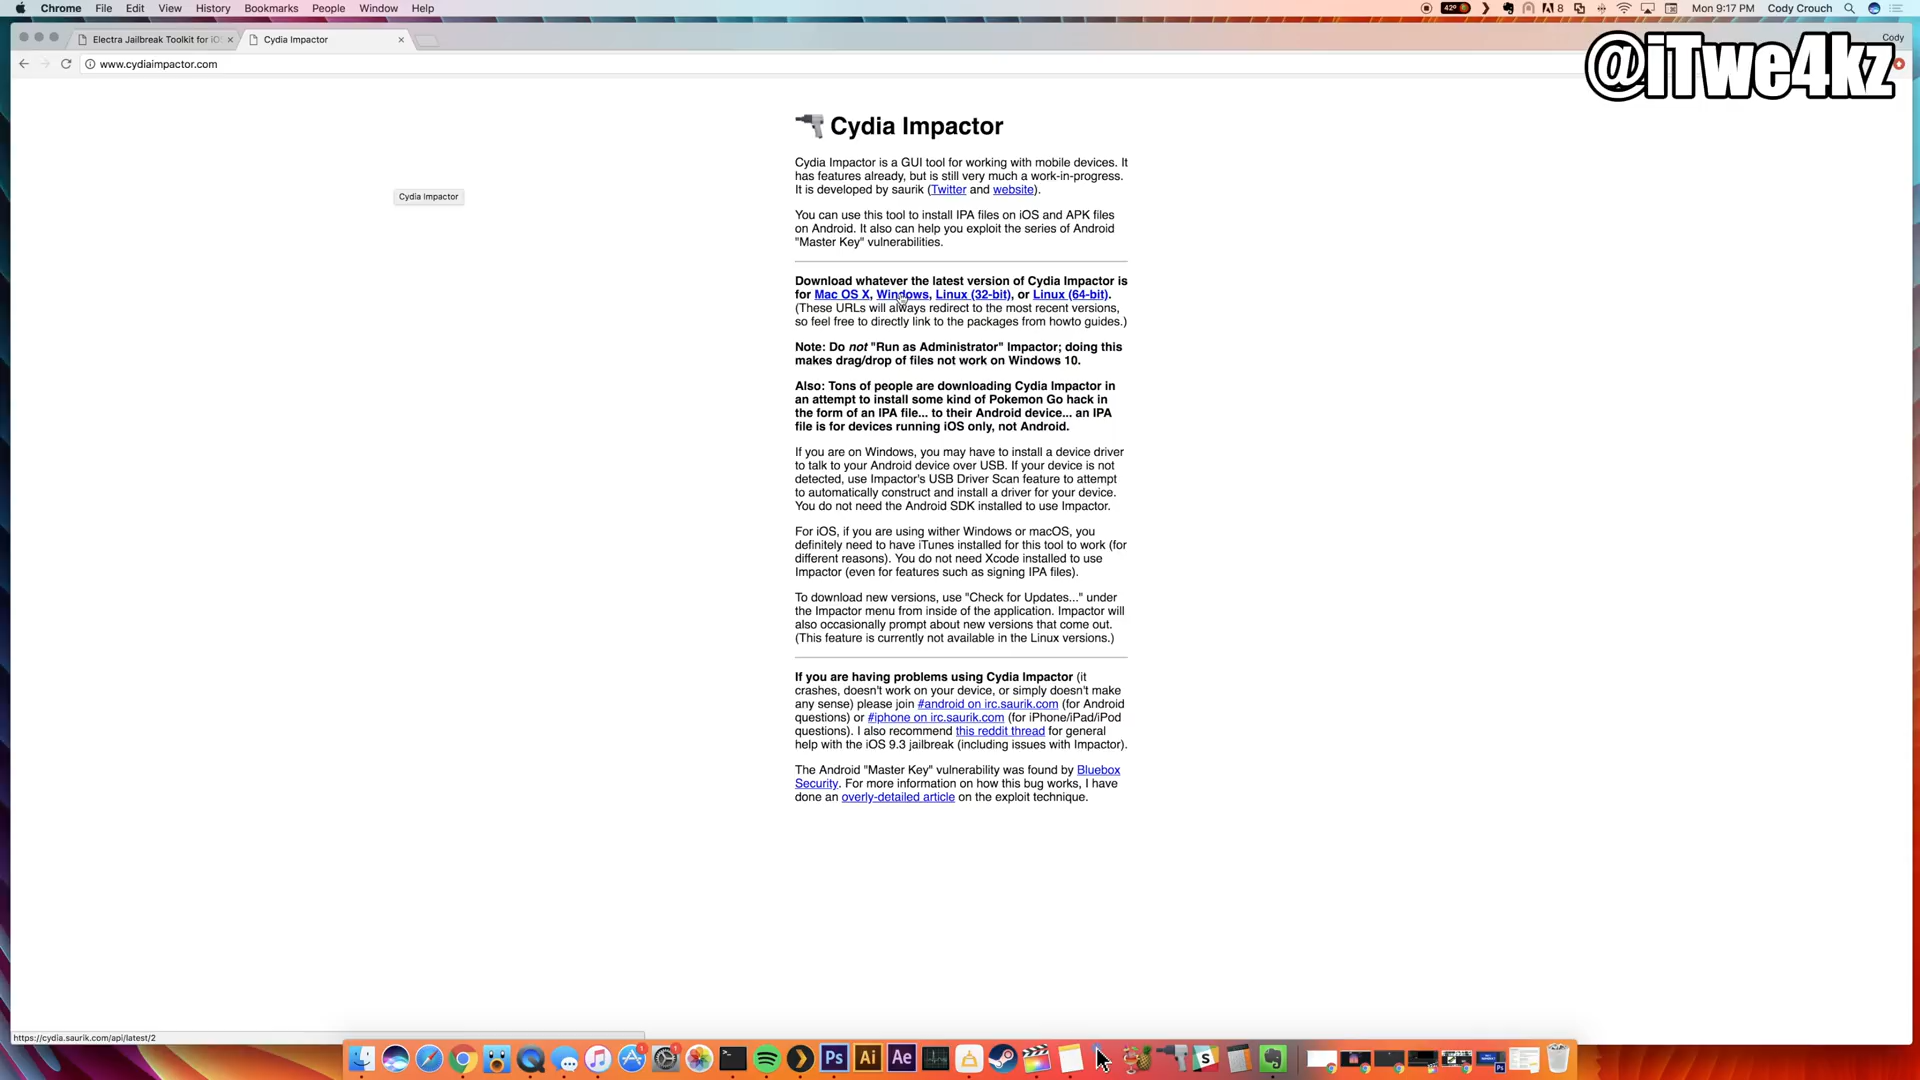 Chrome File Edit View History Bookmarks People Window Help
42° 8 Mon 9:17 PM Cody Crouch
Electra Jailbreak Toolkit for iO
Cydia Impactor
Cody
www.cydiaimpactor.com
@iTwe4kz
Cydia Impactor
Cydia Impactor is a GUI tool for working with mobile devices. It
has features already, but is still very much a work-in-progress.
It is developed by saurik (Twitter and website).
Cydia Impactor
You can use this tool to install IPA files on iOS and APK files
on Android. It also can help you exploit the series of Android
"Master Key" vulnerabilities.
Download whatever the latest version of Cydia Impactor is
for Mac OS X, Windows, Linux (32-bit), or Linux (64-bit).
(These URLs will always redirect to the most recent versions,
so feel free to directly link to the packages from howto guides.)
Note: Do not "Run as Administrator" Impactor; doing this
makes drag/drop of files not work on Windows 10.
Also: Tons of people are downloading Cydia Impactor in
an attempt to install some kind of Pokemon Go hack in
the form of an IPA file... to their Android device... an IPA
file is for devices running iOS only, not Android.
If you are on Windows, you may have to install a device driver
to talk to your Android device over USB. If your device is not
detected, use Impactor's USB Driver Scan feature to attempt
to automatically construct and install a driver for your device.
You do not need the Android SDK installed to use Impactor.
For iOS, if you are using wither Windows or macOS, you
definitely need to have iTunes installed for this tool to work (for
different reasons). You do not need Xcode installed to use
Impactor (even for features such as signing IPA files).
To download new versions, use "Check for Updates..." under
the Impactor menu from inside of the application. Impactor will
also occasionally prompt about new versions that come out.
(This feature is currently not available in the Linux versions.)
If you are having problems using Cydia Impactor (it
crashes, doesn't work on your device, or simply doesn't make
any sense) please join #android on irc.saurik.com (for Android
questions) or #iphone on irc.saurik.com (for iPhone/iPad/iPod
questions). I also recommend this reddit thread for general
help with the iOS 9.3 jailbreak (including issues with Impactor).
The Android "Master Key" vulnerability was found by Bluebox
Security. For more information on how this bug works, I have
done an overly-detailed article on the exploit technique.
https://cydia.saurik.com/api/latest/2
Ps Ai Ae S